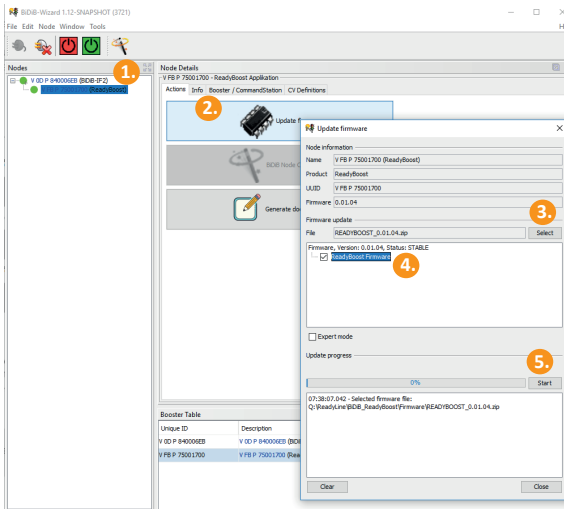 BiDiB-Wizard 1.12-SNAPSHOT (3721)
File Edit Node Window Tools
H
Nodes
1.
V 0D P 840006EB (BiDiB-IF2)
V FB P 75001700 (ReadyBoost)
Node Details
V FB P 75001700 - ReadyBoost Applikation
Actions Info Booster / CommandStation CV Definitions
2.
Update f
BiDiB Node C
Generate do
Booster Table
Unique ID Description
V 0D P 840006EB V 0D P 840006EB (BiDi
V FB P 75001700 V FB P 75001700 (Rea
Update firmware
Node information
Name V FB P 75001700 (ReadyBoost)
Product ReadyBoost
UUID V FB P 75001700
Firmware 0.01.04
3.
Firmware update
File READYBOOST_0.01.04.zip Select
Firmware, Version: 0.01.04, Status: STABLE
ReadyBoost Firmware
4.
Expert mode
5.
Update progress
0% Start
07:38:07.042 - Selected firmware file:
Q:\ReadyLine\BiDiB_ReadyBoost\Firmware\READYBOOST_0.01.04.zip
Clear Close